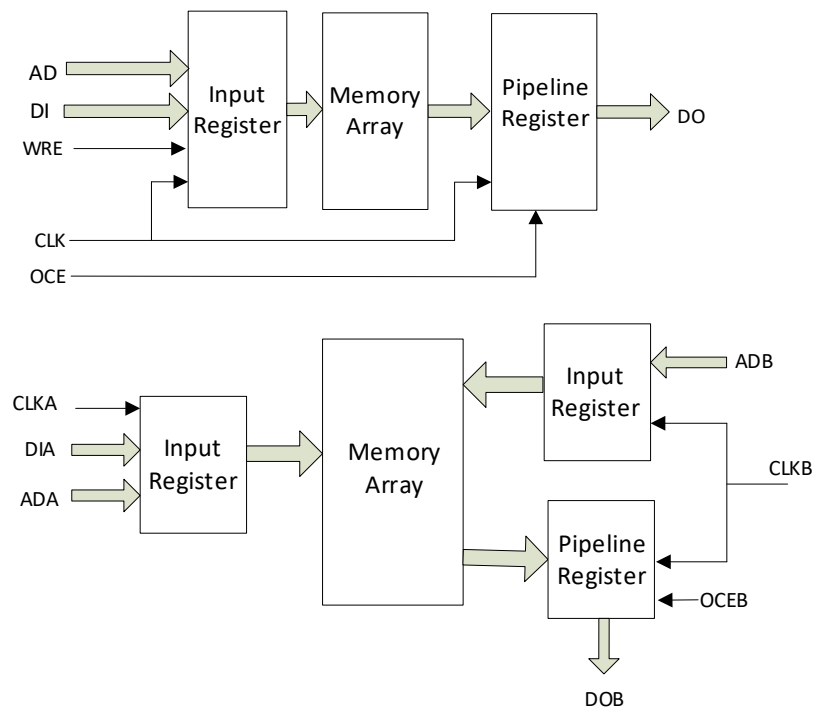 AD
DI
WRE
CLK
OCE
Input
Register
Memory
Array
Pipeline
Register
DO
CLKA
DIA
ADA
Input
Register
Memory
Array
Input
Register
ADB
CLKB
Pipeline
Register
OCEB
DOB